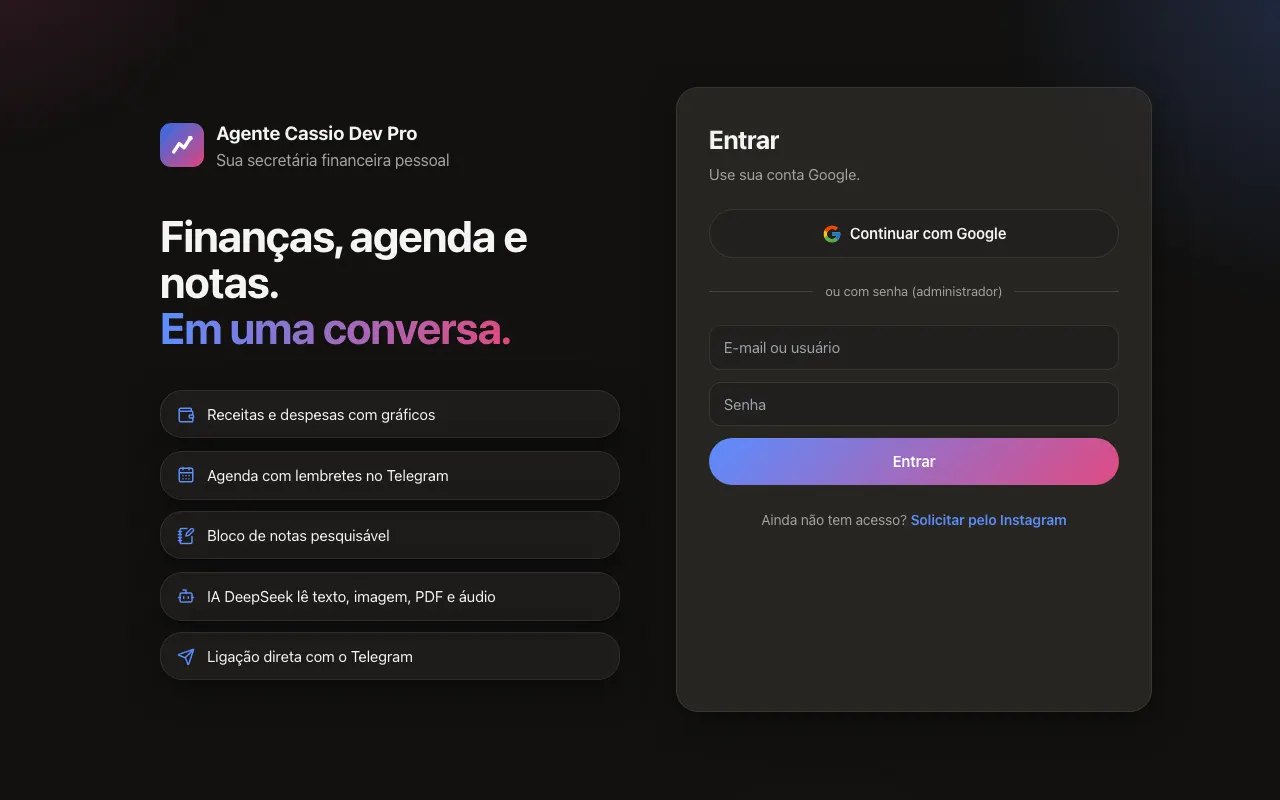 Agente Cassio Dev Pro
Sua secretária financeira pessoal
Finanças, agenda e
notas.
Em uma conversa.
Receitas e despesas com gráficos
Agenda com lembretes no Telegram
Bloco de notas pesquisável
IA DeepSeek lê texto, imagem, PDF e áudio
Ligação direta com o Telegram
Entrar
Use sua conta Google.
Continuar com Google
ou com senha (administrador)
E-mail ou usuário
Senha
Entrar
Ainda não tem acesso? Solicitar pelo Instagram